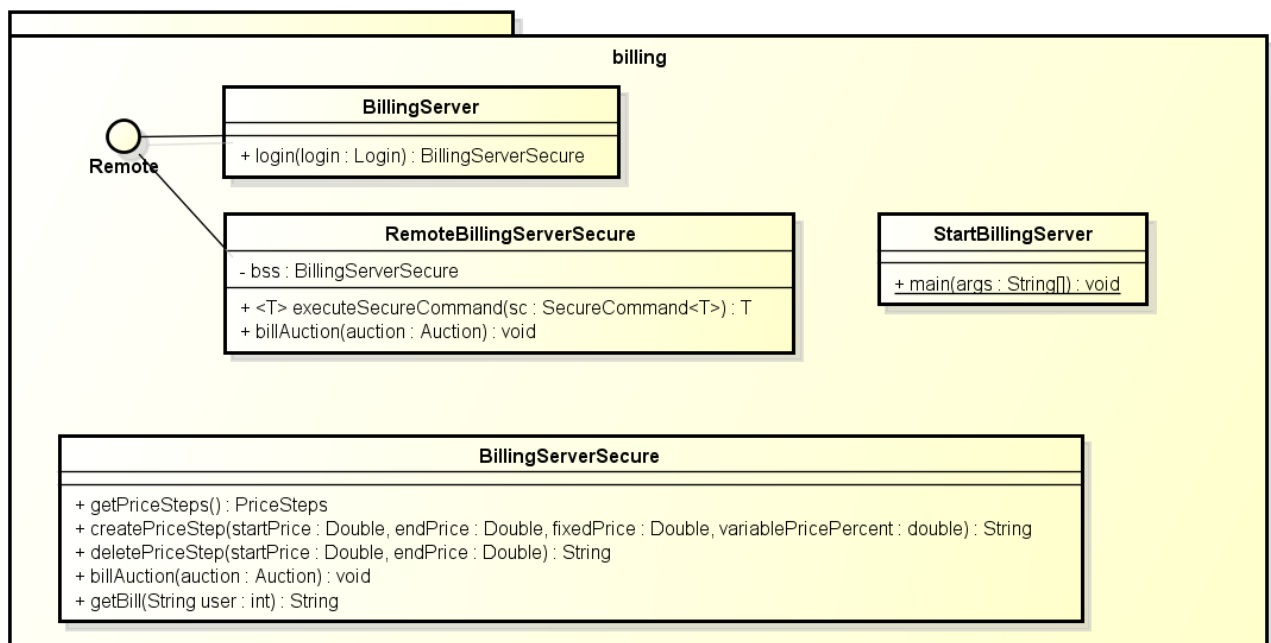 billing
BillingServer
+ login(login : Login) : BillingServerSecure
Remote
RemoteBillingServerSecure
- bss : BillingServerSecure
+ <T> executeSecureCommand(sc : SecureCommand<T>) : T
+ billAuction(auction : Auction) : void
StartBillingServer
+ main(args : String[]) : void
BillingServerSecure
+ getPriceSteps() : PriceSteps
+ createPriceStep(startPrice : Double, endPrice : Double, fixedPrice : Double, variablePricePercent : double) : String
+ deletePriceStep(startPrice : Double, endPrice : Double) : String
+ billAuction(auction : Auction) : void
+ getBill(String user : int) : String